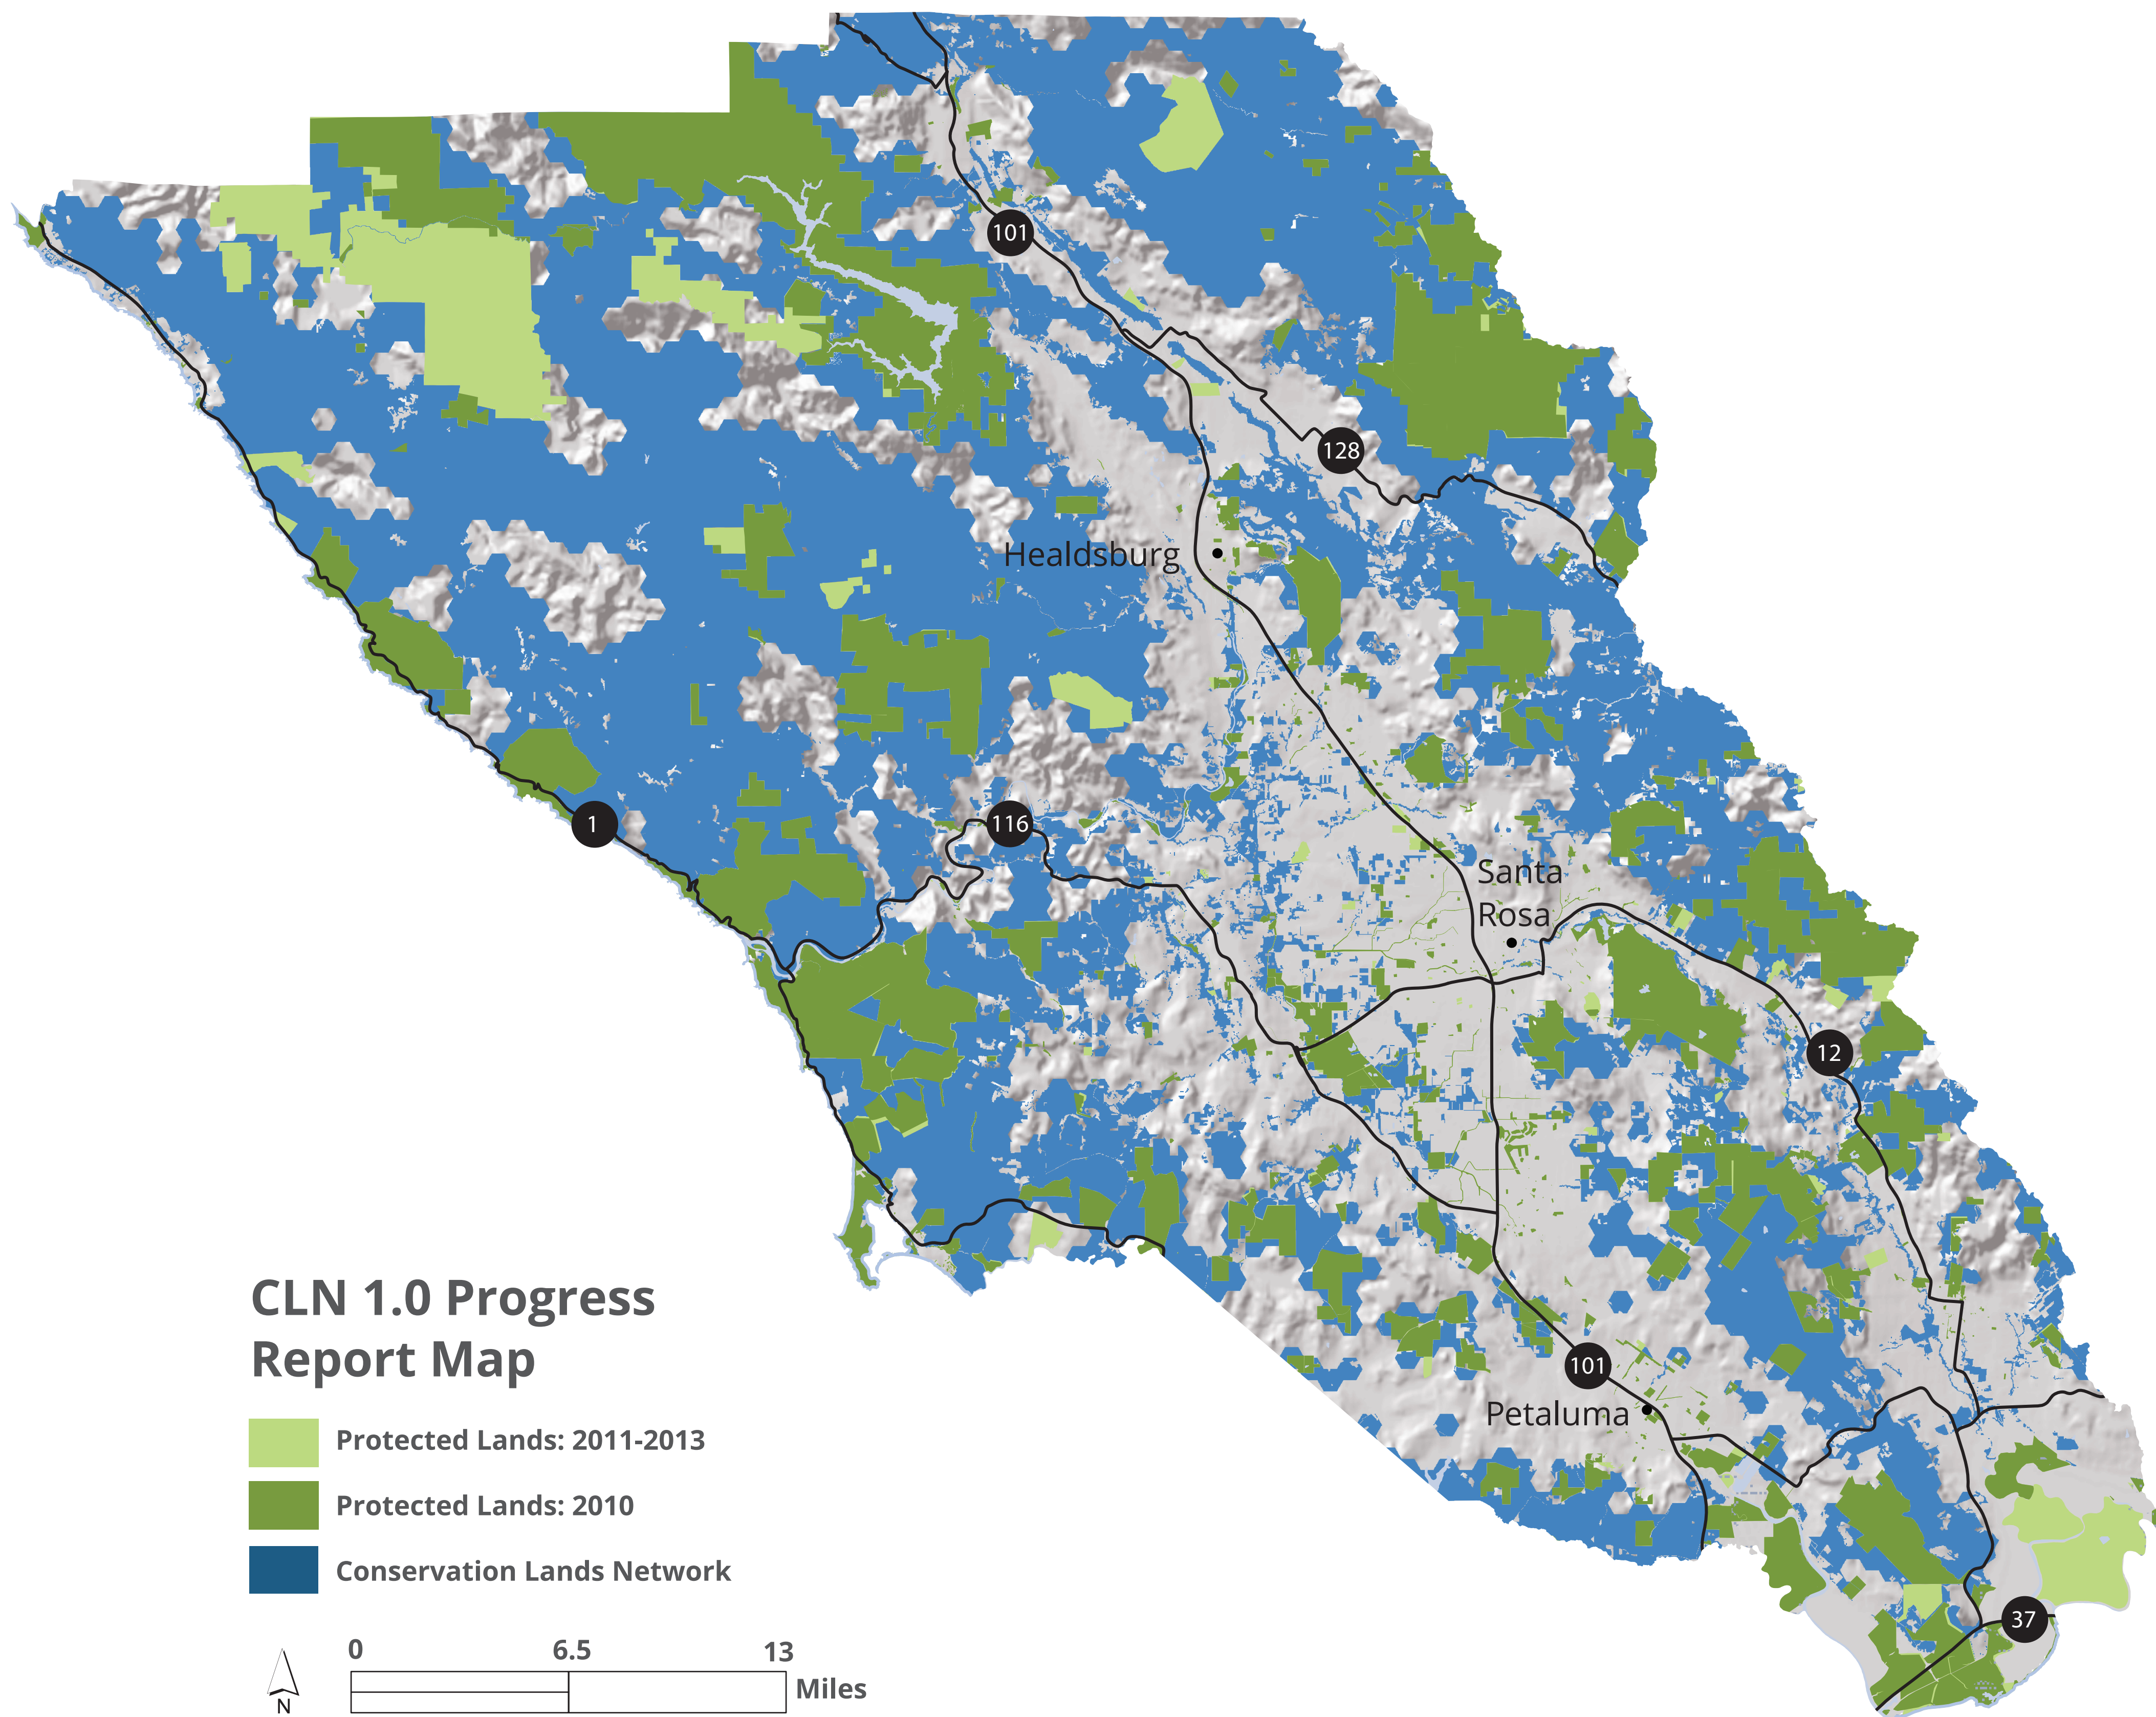 101
128
Healdsburg
1
116
Santa
Rosa
12
CLN 1.0 Progress
Report Map
101
Petaluma
Protected Lands: 2011-2013
Protected Lands: 2010
Conservation Lands Network
37
0 6.5 13
Miles
N